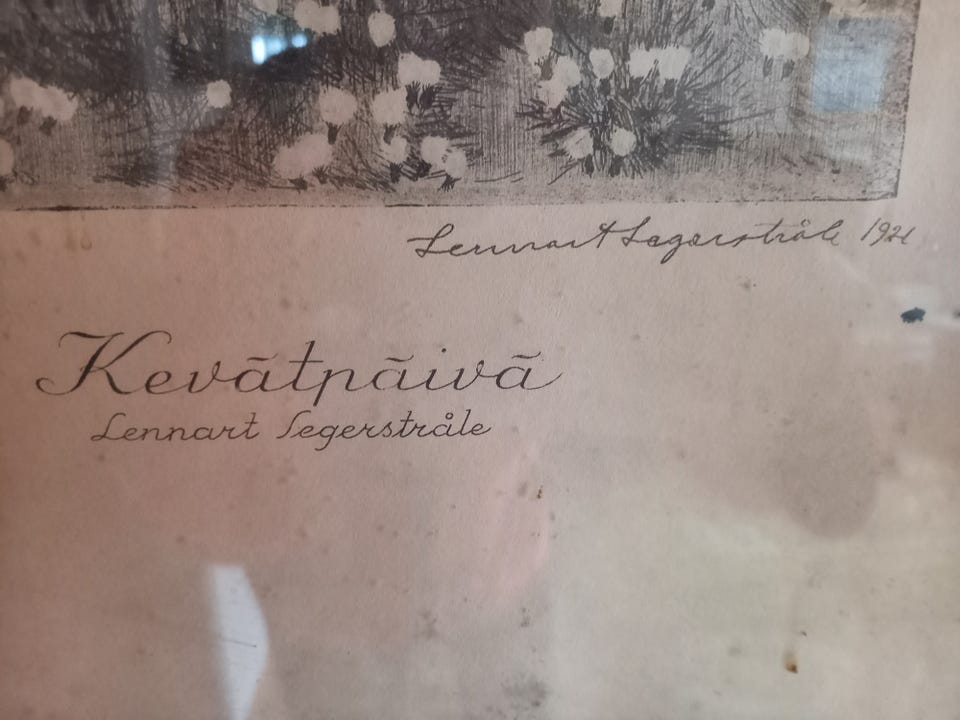 Lennart Segerstråle 1921
Kevätpäivä
Lennart Segerstråle